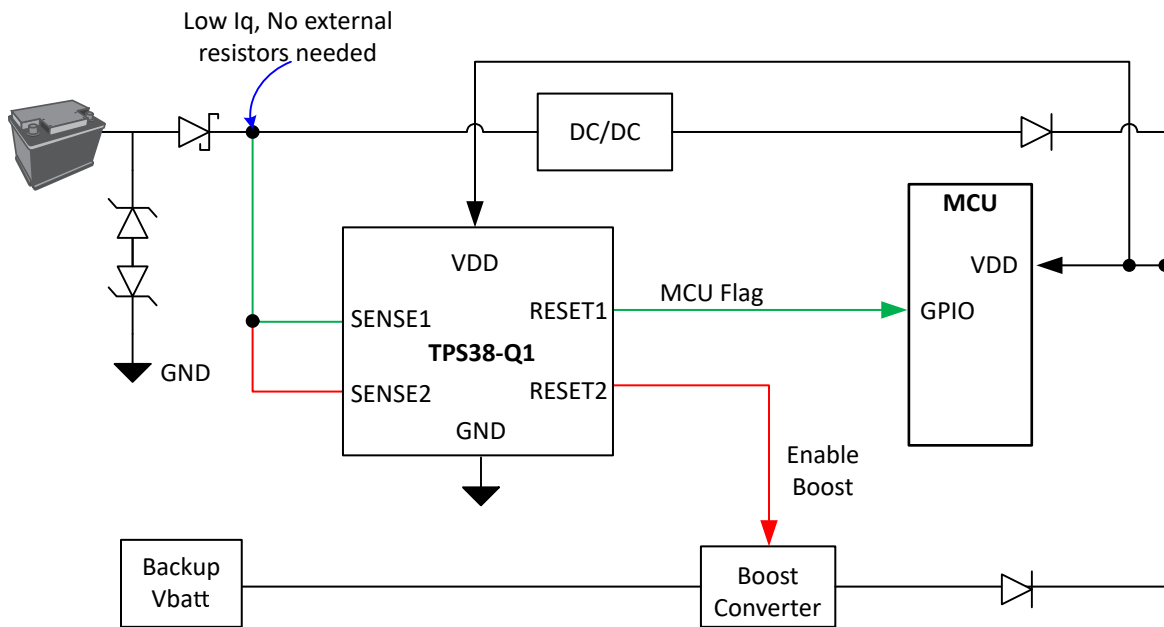 Low Iq, No external
resistors needed
DC/DC
MCU
VDD
VDD
MCU Flag
RESET1
GPIO
SENSE1
TPS38-Q1
GND
SENSE2
RESET2
GND
Enable
Boost
Backup
Vbatt
Boost
Converter